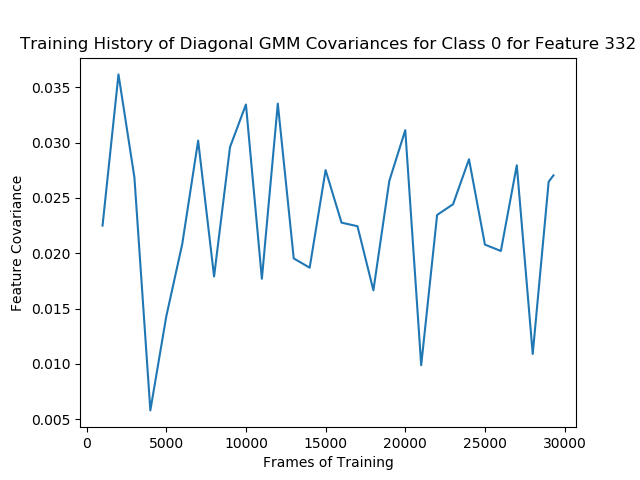 Training History of Diagonal GMM Covariances for Class 0 for Feature 332
0.035
0.030
0.025
0.020
0.015
0.010
0.005
Feature Covariance
0 5000 10000 15000 20000 25000 30000
Frames of Training